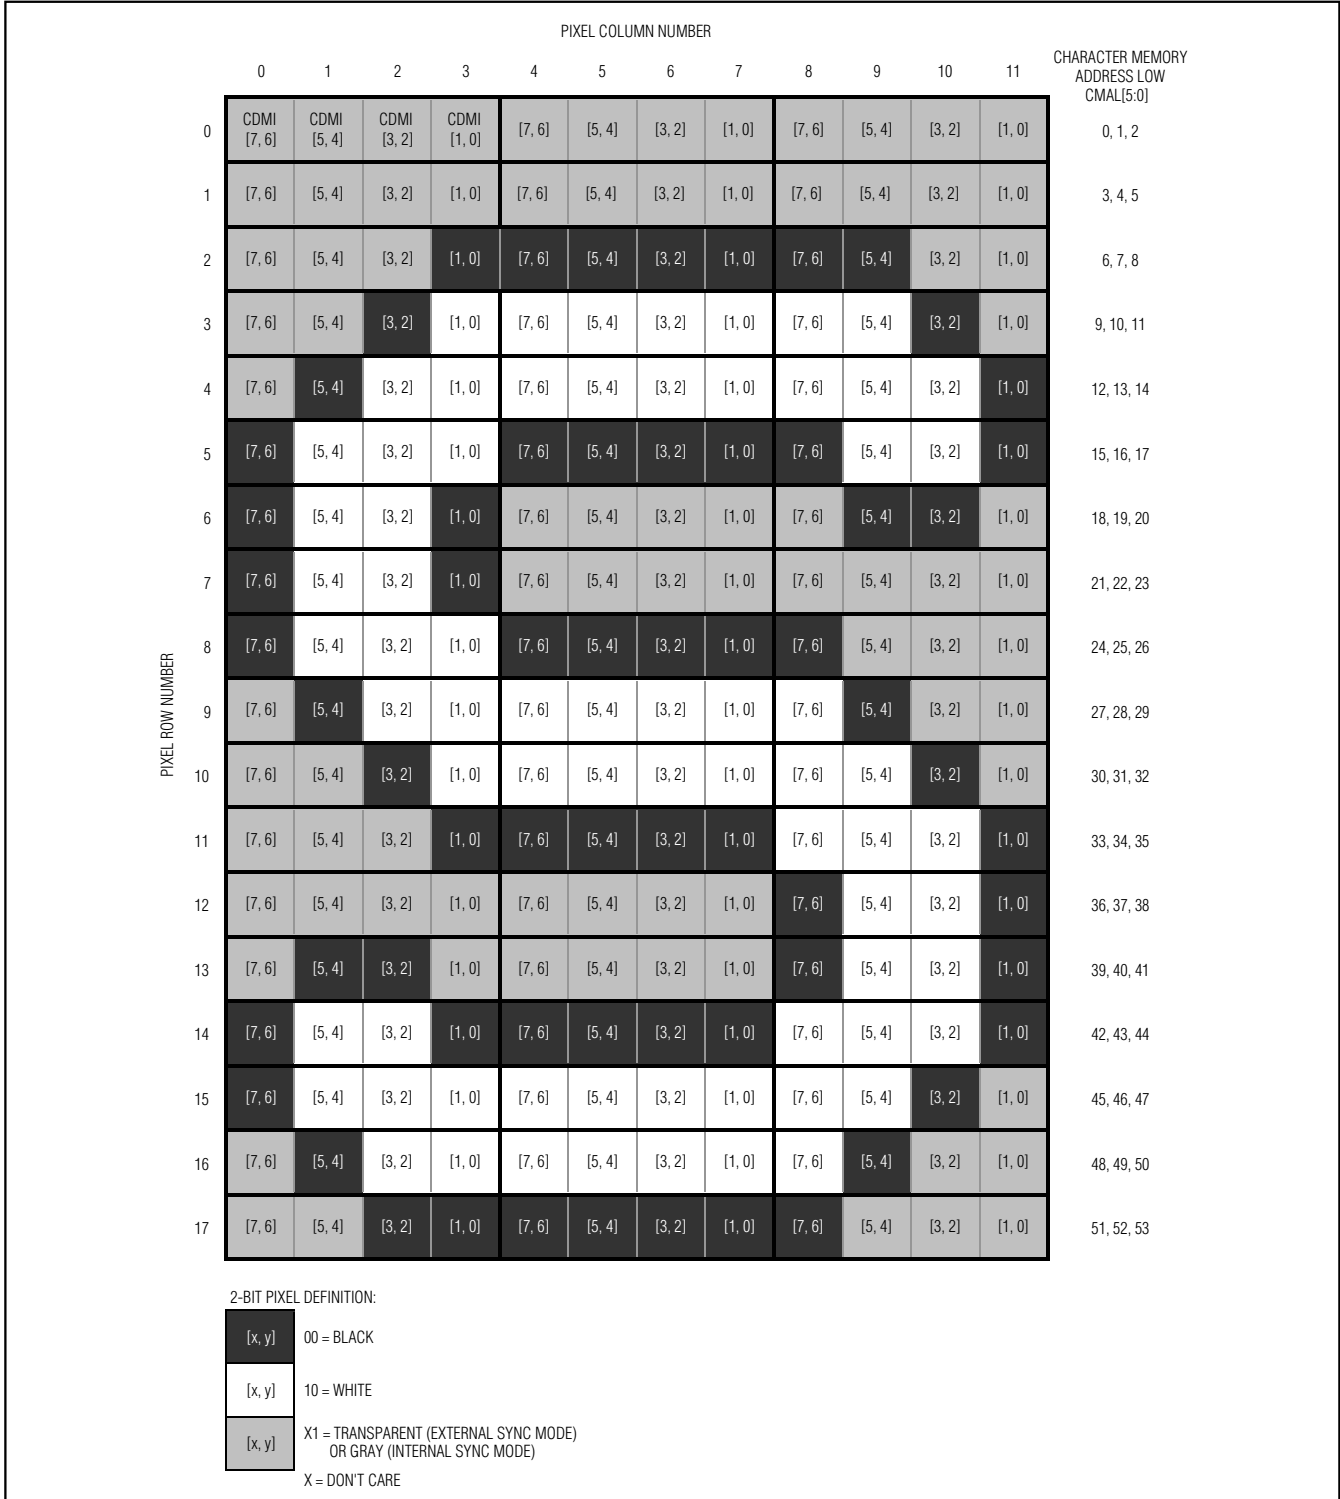 PIXEL COLUMN NUMBER
0 1 2 3 4 5 6 7 8 9 10 11
CHARACTER MEMORY
ADDRESS LOW
CMAL[5:0]
0 CDMI [7, 6] CDMI [5, 4] CDMI [3, 2] CDMI [1, 0] [7, 6] [5, 4] [3, 2] [1, 0] [7, 6] [5, 4] [3, 2] [1, 0] 0, 1, 2
1 [7, 6] [5, 4] [3, 2] [1, 0] [7, 6] [5, 4] [3, 2] [1, 0] [7, 6] [5, 4] [3, 2] [1, 0] 3, 4, 5
2 [7, 6] [5, 4] [3, 2] [1, 0] [7, 6] [5, 4] [3, 2] [1, 0] [7, 6] [5, 4] [3, 2] [1, 0] 6, 7, 8
3 [7, 6] [5, 4] [3, 2] [1, 0] [7, 6] [5, 4] [3, 2] [1, 0] [7, 6] [5, 4] [3, 2] [1, 0] 9, 10, 11
4 [7, 6] [5, 4] [3, 2] [1, 0] [7, 6] [5, 4] [3, 2] [1, 0] [7, 6] [5, 4] [3, 2] [1, 0] 12, 13, 14
5 [7, 6] [5, 4] [3, 2] [1, 0] [7, 6] [5, 4] [3, 2] [1, 0] [7, 6] [5, 4] [3, 2] [1, 0] 15, 16, 17
6 [7, 6] [5, 4] [3, 2] [1, 0] [7, 6] [5, 4] [3, 2] [1, 0] [7, 6] [5, 4] [3, 2] [1, 0] 18, 19, 20
7 [7, 6] [5, 4] [3, 2] [1, 0] [7, 6] [5, 4] [3, 2] [1, 0] [7, 6] [5, 4] [3, 2] [1, 0] 21, 22, 23
8 [7, 6] [5, 4] [3, 2] [1, 0] [7, 6] [5, 4] [3, 2] [1, 0] [7, 6] [5, 4] [3, 2] [1, 0] 24, 25, 26
PIXEL ROW NUMBER
9 [7, 6] [5, 4] [3, 2] [1, 0] [7, 6] [5, 4] [3, 2] [1, 0] [7, 6] [5, 4] [3, 2] [1, 0] 27, 28, 29
10 [7, 6] [5, 4] [3, 2] [1, 0] [7, 6] [5, 4] [3, 2] [1, 0] [7, 6] [5, 4] [3, 2] [1, 0] 30, 31, 32
11 [7, 6] [5, 4] [3, 2] [1, 0] [7, 6] [5, 4] [3, 2] [1, 0] [7, 6] [5, 4] [3, 2] [1, 0] 33, 34, 35
12 [7, 6] [5, 4] [3, 2] [1, 0] [7, 6] [5, 4] [3, 2] [1, 0] [7, 6] [5, 4] [3, 2] [1, 0] 36, 37, 38
13 [7, 6] [5, 4] [3, 2] [1, 0] [7, 6] [5, 4] [3, 2] [1, 0] [7, 6] [5, 4] [3, 2] [1, 0] 39, 40, 41
14 [7, 6] [5, 4] [3, 2] [1, 0] [7, 6] [5, 4] [3, 2] [1, 0] [7, 6] [5, 4] [3, 2] [1, 0] 42, 43, 44
15 [7, 6] [5, 4] [3, 2] [1, 0] [7, 6] [5, 4] [3, 2] [1, 0] [7, 6] [5, 4] [3, 2] [1, 0] 45, 46, 47
16 [7, 6] [5, 4] [3, 2] [1, 0] [7, 6] [5, 4] [3, 2] [1, 0] [7, 6] [5, 4] [3, 2] [1, 0] 48, 49, 50
17 [7, 6] [5, 4] [3, 2] [1, 0] [7, 6] [5, 4] [3, 2] [1, 0] [7, 6] [5, 4] [3, 2] [1, 0] 51, 52, 53
2-BIT PIXEL DEFINITION:
[x, y] 00 = BLACK
[x, y] 10 = WHITE
[x, y] X1 = TRANSPARENT (EXTERNAL SYNC MODE)
OR GRAY (INTERNAL SYNC MODE)
X = DON'T CARE